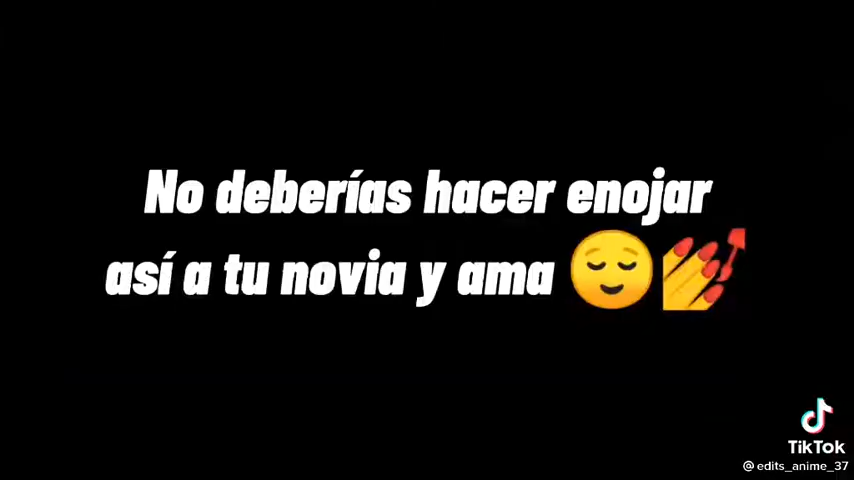 No deberías hacer enojar
así a tu novia y ama 😌💅
TikTok
@edits_anime_37